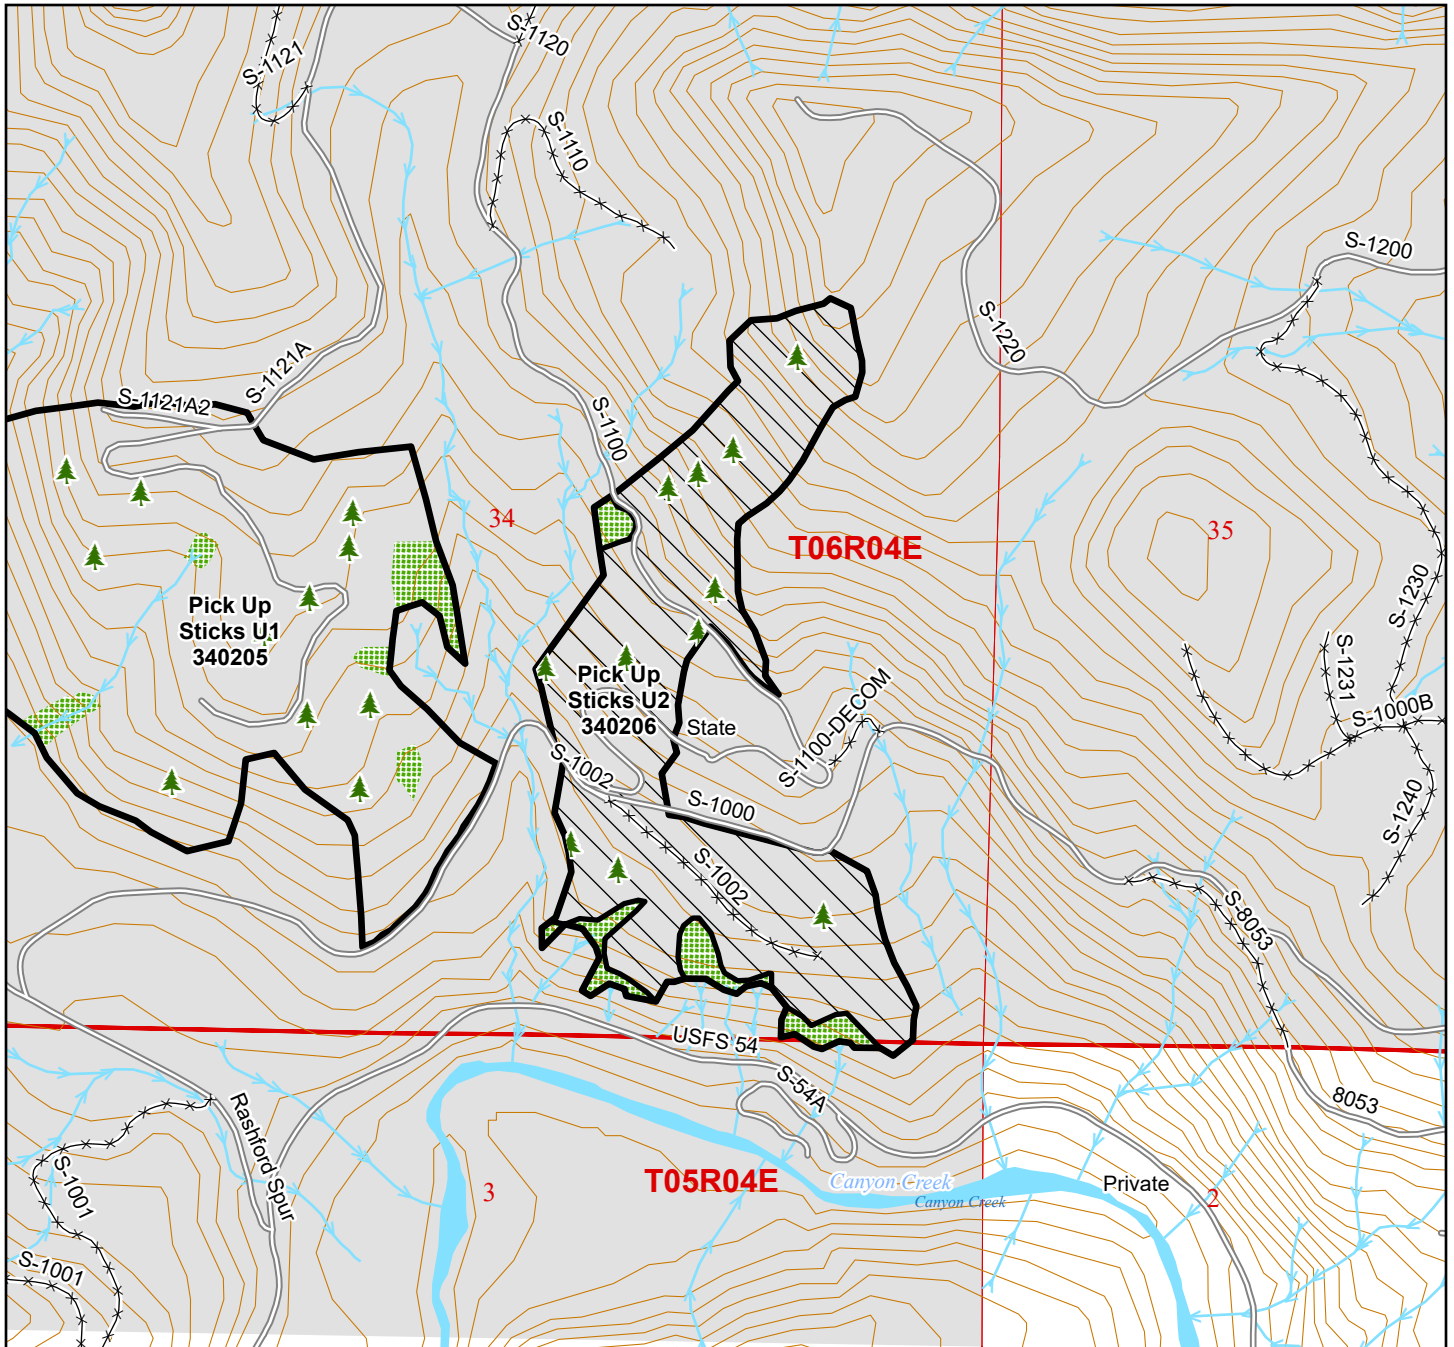 S-1120
S-1121
S-1110
S-1200
S-1220
S-1121A
S-1121A2
S-1100
34
T06R04E
35
Pick Up
Sticks U1
340205
S-1230
S-1231
Pick Up
Sticks U2
340206
State
S-1100-DECOM
S-1000B
S-1002
S-1000
S-1240
S-1002
S-8053
USFS 54
S-54A
8053
Rashford Spur
S-1001
3
T05R04E
Canyon Creek
Canyon Creek
Private
2
S-1001